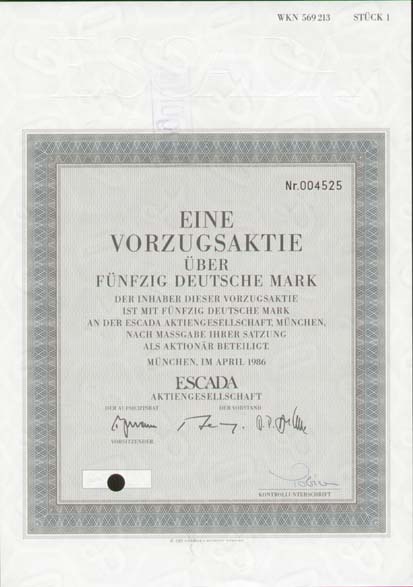 WKN 569 213 STÜCK 1
Nr.004525
EINE
VORZUGSAKTIE
ÜBER
FÜNFZIG DEUTSCHE MARK
DER INHABER DIESER VORZUGSAKTIE
IST MIT FÜNFZIG DEUTSCHE MARK
AN DER ESCADA AKTIENGESELLSCHAFT, MÜNCHEN,
NACH MASSGABE IHRER SATZUNG
ALS AKTIONÄR BETEILIGT.
MÜNCHEN, IM APRIL 1986
ESCADA
AKTIENGESELLSCHAFT
DER AUFSICHTSRAT DER VORSTAND
VORSITZENDER
KONTROLLUNTERSCHRIFT